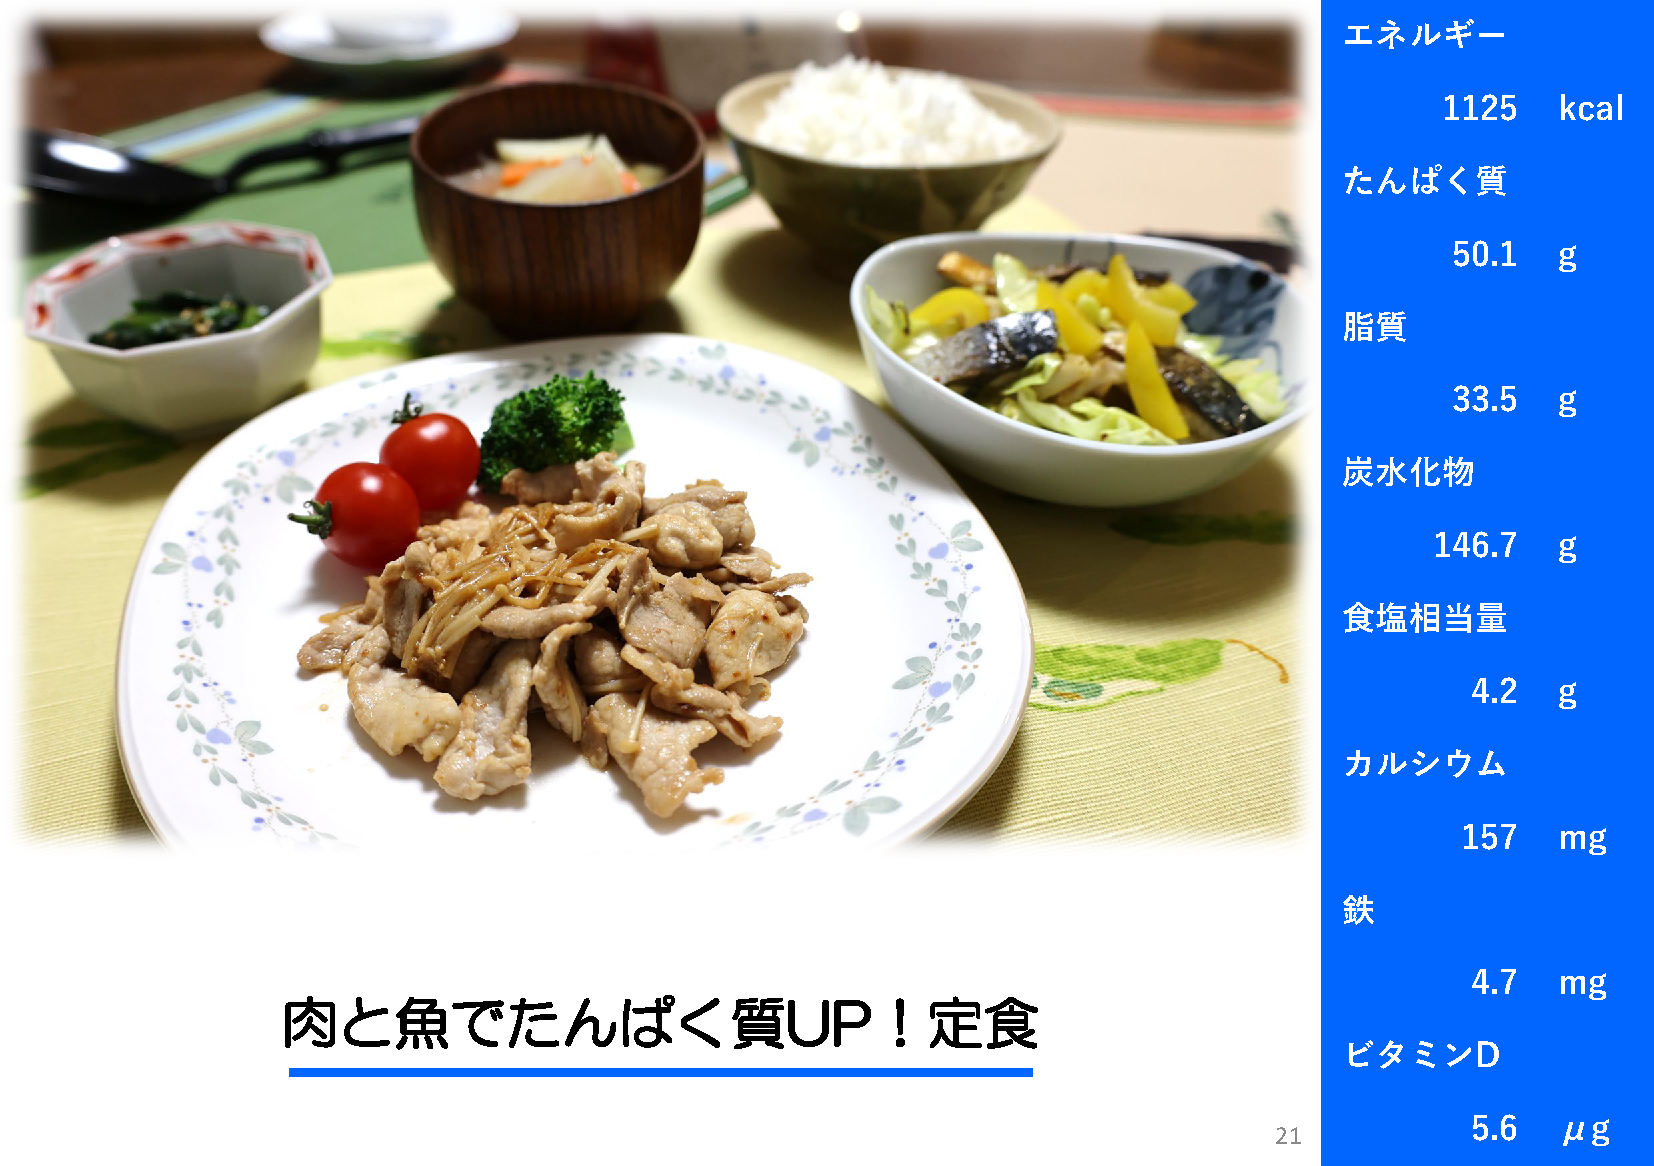 エネルギー
1125 kcal
たんぱく質
50.1 g
脂質
33.5 g
炭水化物
146.7 g
食塩相当量
4.2 g
カルシウム
157 mg
鉄
4.7 mg
ビタミンD
5.6 μg
肉と魚でたんぱく質UP！定食
21